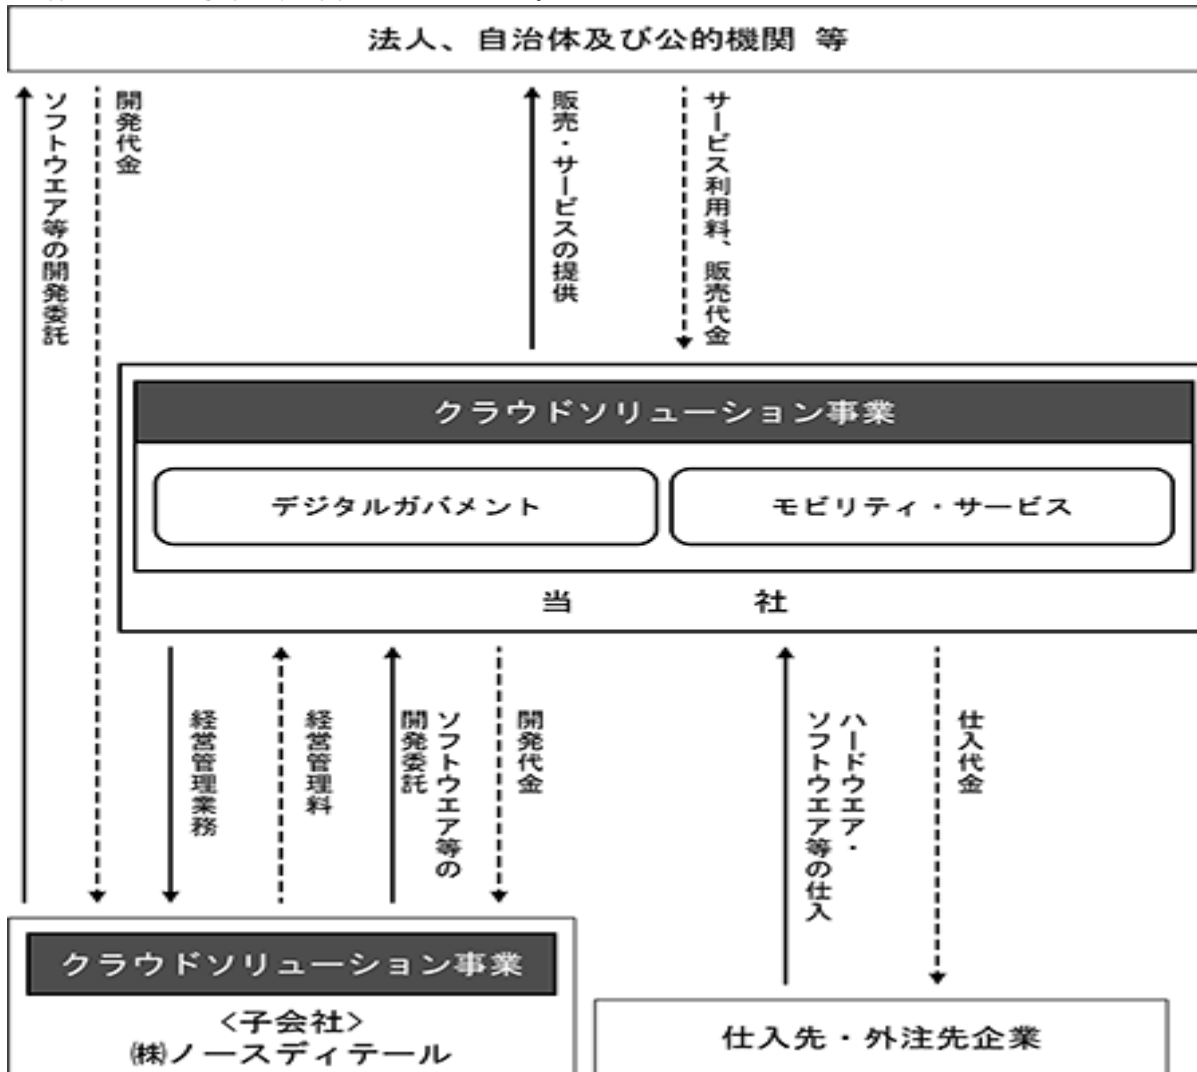 法人、自治体及び公的機関 等
ソフトウエア等の開発委託
開発代金
販売・サービスの提供
サービス利用料、販売代金
クラウドソリューション事業
デジタルガバメント
モビリティ・サービス
当 社
経営管理業務
経営管理料
ソフトウエア等の
開発委託
開発代金
ハードウエア・
ソフトウエア等の仕入
仕入代金
クラウドソリューション事業
<子会社>
㈱ノースディテール
仕入先・外注先企業